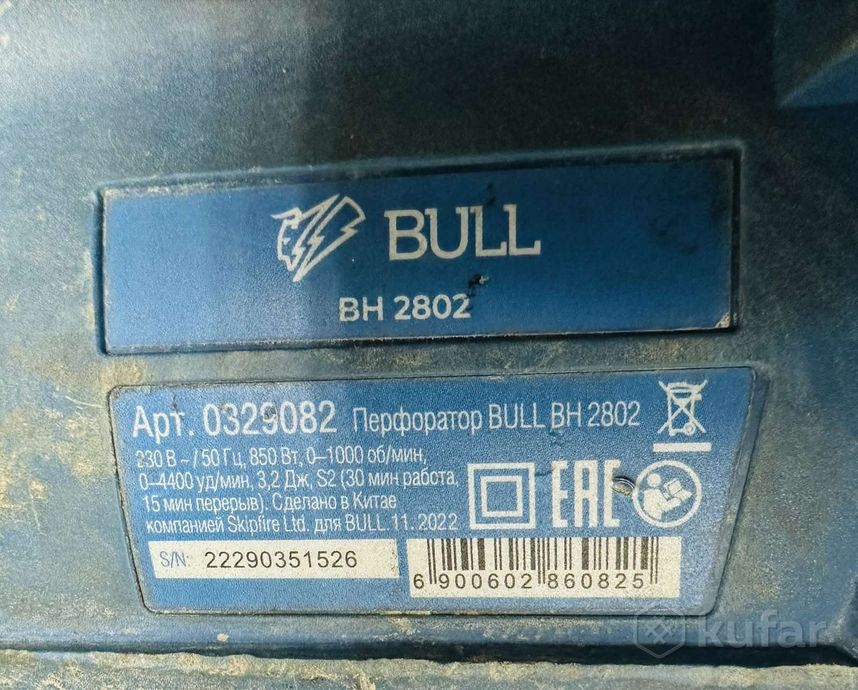 BULL
BH 2802
Арт. 0329082 Перфоратор BULL BH 2802
230 В ~ / 50 Гц, 850 Вт, 0–1000 об/мин,
0–4400 уд/мин, 3,2 Дж, S2 (30 мин работа,
15 мин перерыв). Сделано в Китае
компанией Skipfire Ltd. для BULL 11. 2022
EAC
S/N: 22290351526
6 900602 860825
kufar